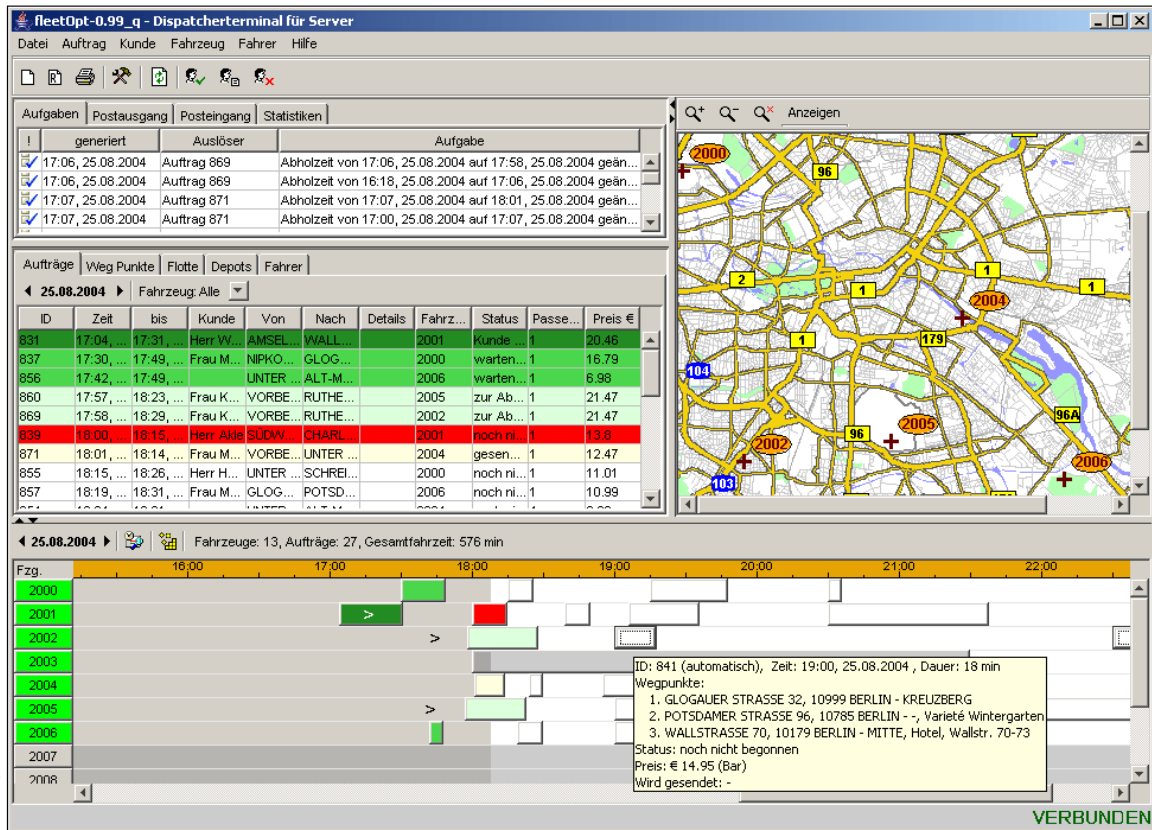 fleetOpt-0.99_q - Dispatcherterminal für Server
Datei Auftrag Kunde Fahrzeug Fahrer Hilfe
Aufgaben Postausgang Posteingang Statistiken
! generiert Auslöser Aufgabe
17:06, 25.08.2004 Auftrag 869 Abholzeit von 17:06, 25.08.2004 auf 17:58, 25.08.2004 geän...
17:06, 25.08.2004 Auftrag 869 Abholzeit von 16:18, 25.08.2004 auf 17:06, 25.08.2004 geän...
17:07, 25.08.2004 Auftrag 871 Abholzeit von 17:07, 25.08.2004 auf 18:01, 25.08.2004 geän...
17:07, 25.08.2004 Auftrag 871 Abholzeit von 17:00, 25.08.2004 auf 17:07, 25.08.2004 geän...
Aufträge Weg Punkte Flotte Depots Fahrer
25.08.2004 Fahrzeug: Alle
ID Zeit bis Kunde Von Nach Details Fahrz... Status Passe... Preis €
831 17:04, ... 17:31, ... Herr W... AMSEL... WALL... 2001 Kunde ... 1 20.46
837 17:30, ... 17:49, ... Frau M... NIPKO... GLOG... 2000 warten... 1 16.79
856 17:42, ... 17:49, ... UNTER ... ALT-M... 2006 warten... 1 6.98
860 17:57, ... 18:23, ... Frau K... VORBE... RUTHE... 2005 zur Ab... 1 21.47
869 17:58, ... 18:29, ... Frau K... VORBE... RUTHE... 2002 zur Ab... 1 21.47
839 18:00, ... 18:15, ... Herr Akle SÜDW... CHARL... 2001 noch ni... 1 13.8
871 18:01, ... 18:14, ... Frau M... VORBE... UNTER ... 2004 gesen... 1 12.47
855 18:15, ... 18:26, ... Herr H... UNTER ... SCHREI... 2000 noch ni... 1 11.01
857 18:19, ... 18:31, ... Frau M... GLOG... POTSD... 2006 noch ni... 1 10.99
Anzeigen
2000
96
2
1
1
1
2004
1
179
104
96A
96
2005
2002
2006
103
25.08.2004 Fahrzeuge: 13, Aufträge: 27, Gesamtfahrzeit: 576 min
Fzg. 16:00 17:00 18:00 19:00 20:00 21:00 22:00
2000
2001 >
2002 >
2003
2004
2005 >
2006
2007
2008
ID: 841 (automatisch), Zeit: 19:00, 25.08.2004 , Dauer: 18 min
Wegpunkte:
1. GLOGAUER STRASSE 32, 10999 BERLIN - KREUZBERG
2. POTSDAMER STRASSE 96, 10785 BERLIN - -, Varieté Wintergarten
3. WALLSTRASSE 70, 10179 BERLIN - MITTE, Hotel, Wallstr. 70-73
Status: noch nicht begonnen
Preis: € 14.95 (Bar)
Wird gesendet: -
VERBUNDEN